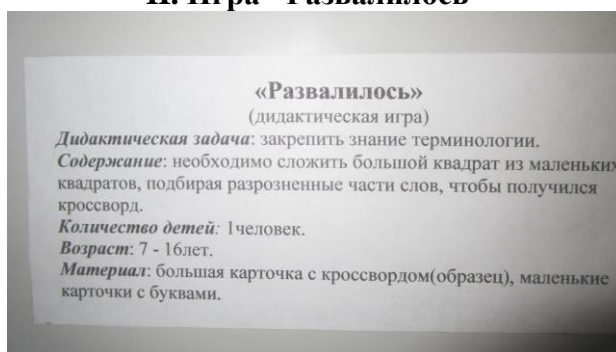 «Развалилось»
(дидактическая игра)
Дидактическая задача: закрепить знание терминологии.
Содержание: необходимо сложить большой квадрат из маленьких
квадратов, подбирая разрозненные части слов, чтобы получился
кроссворд.
Количество детей: 1человек.
Возраст: 7 - 16лет.
Материал: большая карточка с кроссвордом(образец), маленькие
карточки с буквами.